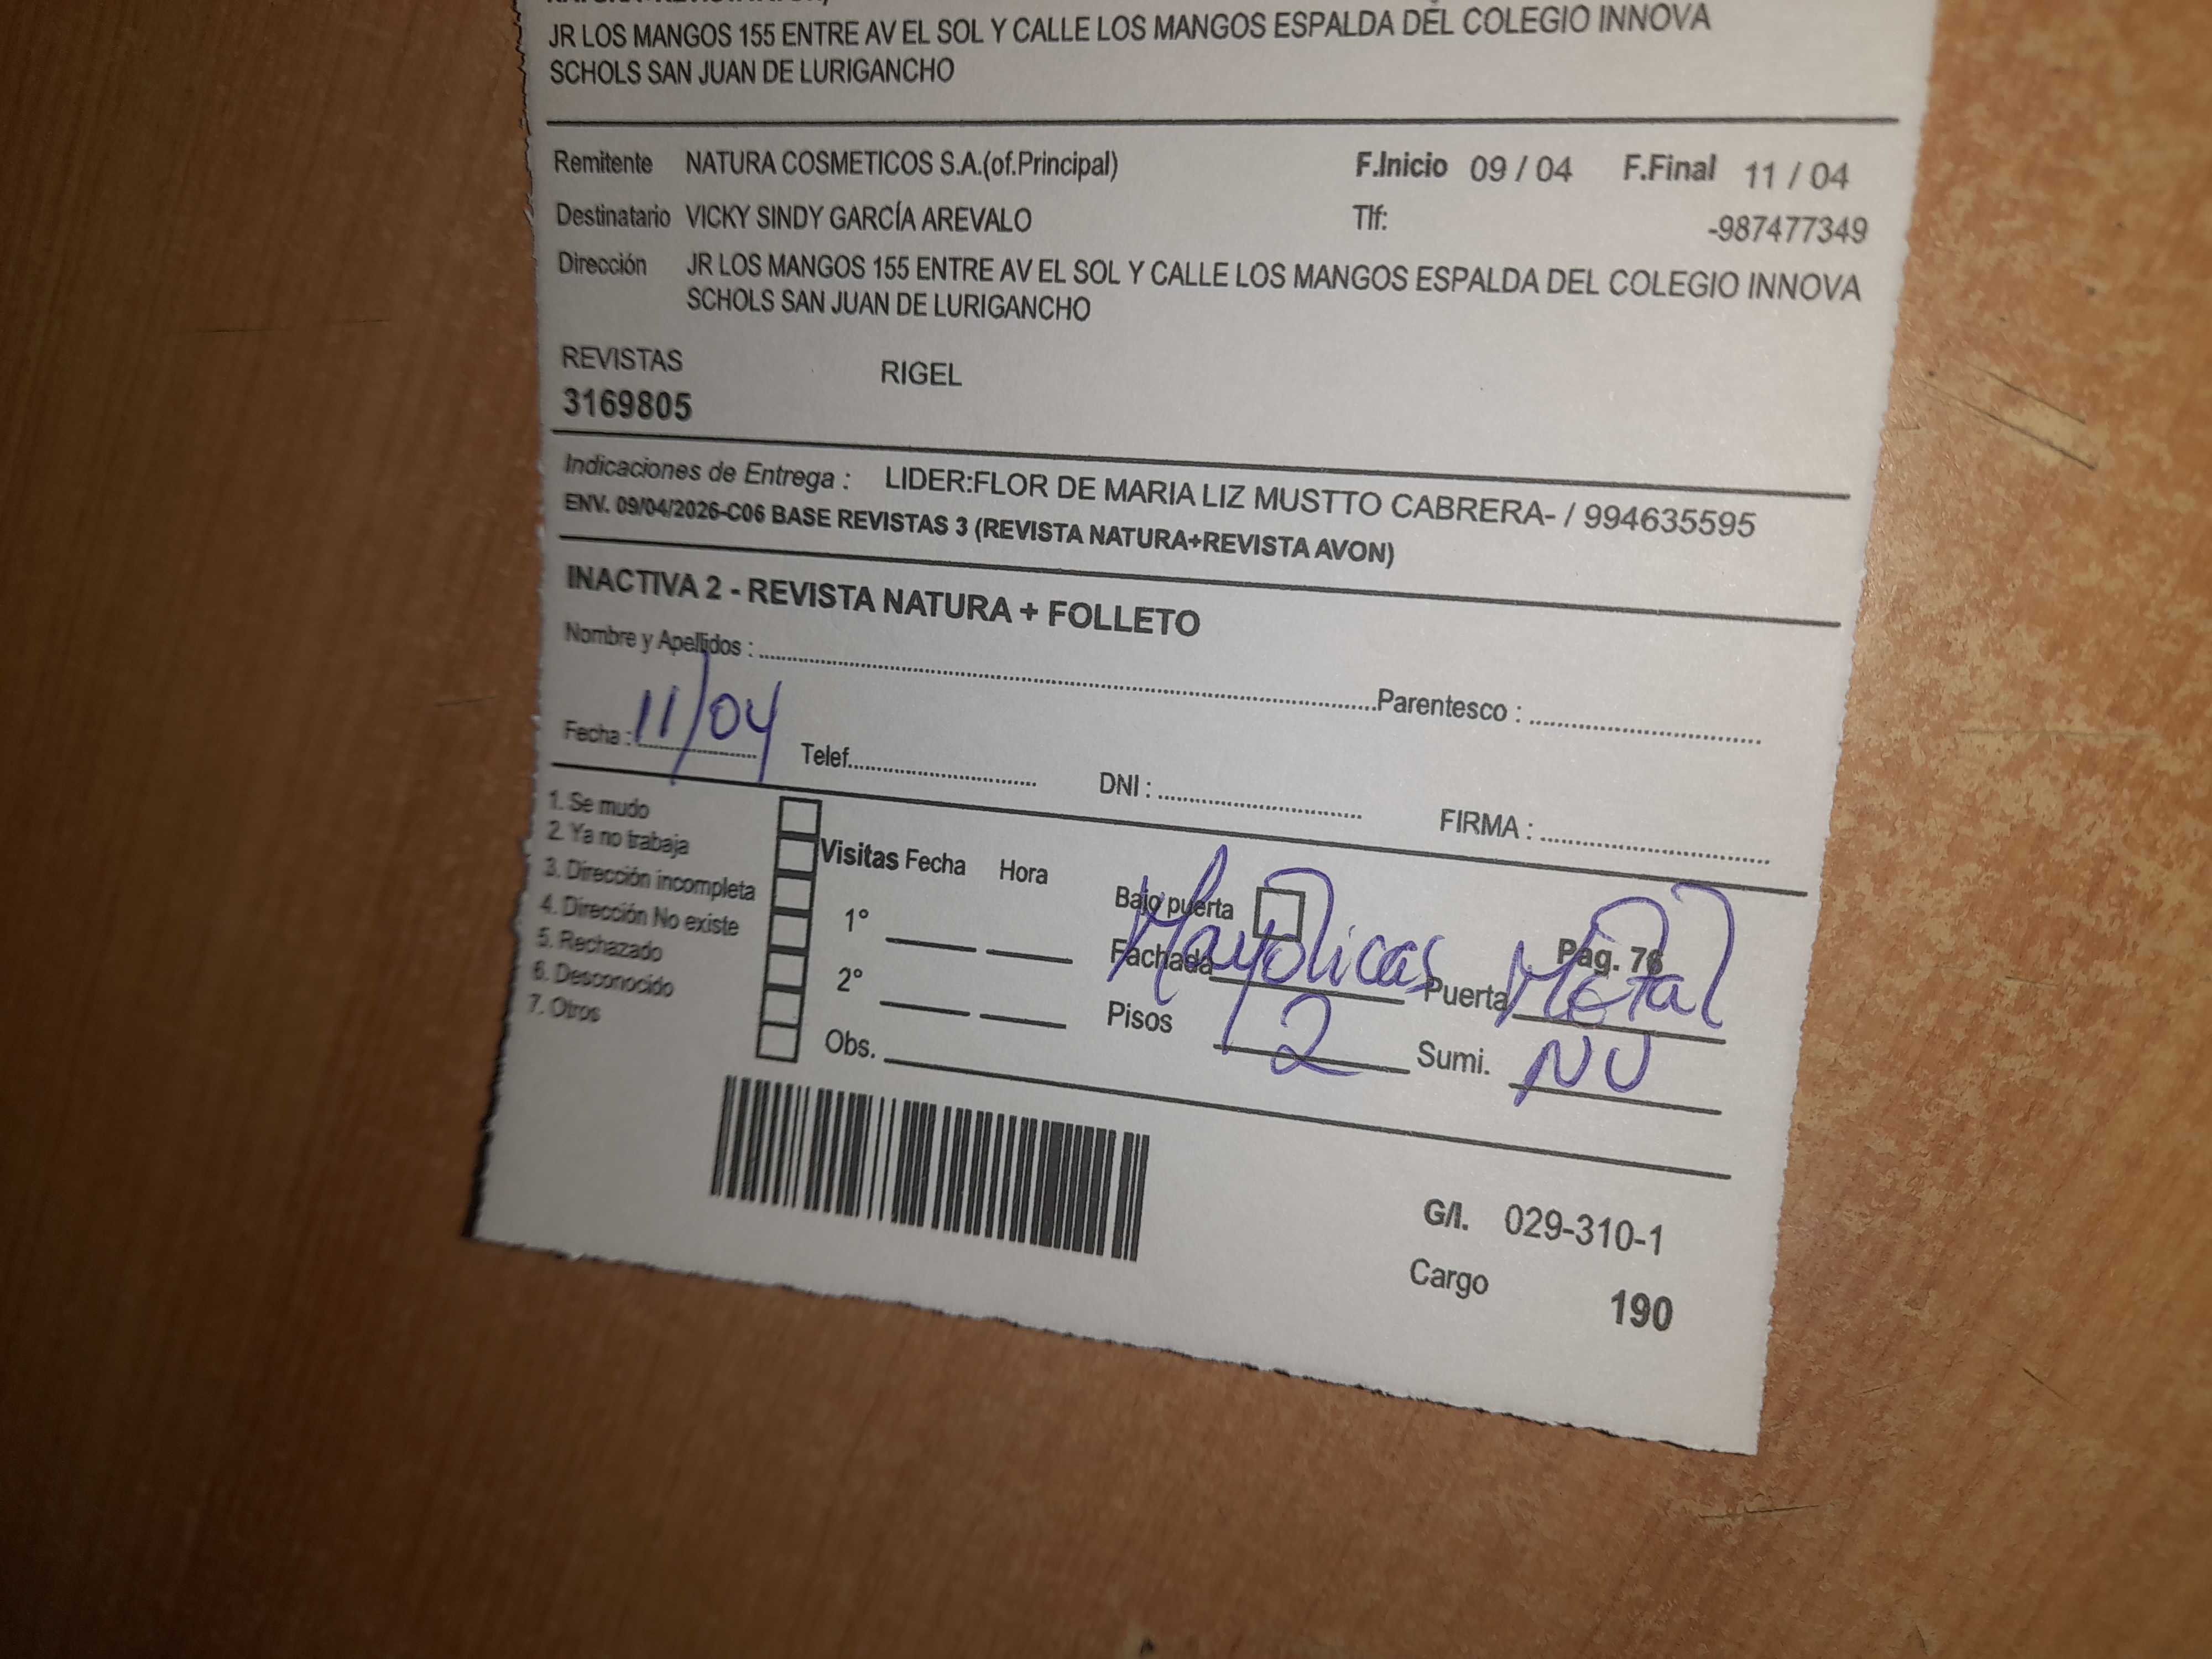 JR LOS MANGOS 155 ENTRE AV EL SOL Y CALLE LOS MANGOS ESPALDA DEL COLEGIO INNOVA
SCHOLS SAN JUAN DE LURIGANCHO
Remitente NATURA COSMETICOS S.A.(of.Principal) F.Inicio 09 / 04 F.Final 11 / 04
Destinatario VICKY SINDY GARCÍA AREVALO Tlf: -987477349
Dirección JR LOS MANGOS 155 ENTRE AV EL SOL Y CALLE LOS MANGOS ESPALDA DEL COLEGIO INNOVA
SCHOLS SAN JUAN DE LURIGANCHO
REVISTAS RIGEL
3169805
Indicaciones de Entrega : LIDER:FLOR DE MARIA LIZ MUSTTO CABRERA- / 994635595
ENV. 09/04/2026-C06 BASE REVISTAS 3 (REVISTA NATURA+REVISTA AVON)
INACTIVA 2 - REVISTA NATURA + FOLLETO
Nombre y Apellidos : Parentesco :
Fecha : 11/04 Telef. DNI : FIRMA :
1. Se mudo
2. Ya no trabaja
3. Dirección incompleta
4. Dirección No existe
5. Rechazado
6. Desconocido
7. Otros
Visitas Fecha Hora
1°
2°
Obs.
Bajo puerta Pág. 76
Fachada Mayolicas Puerta Metal
Pisos 2 Sumi. NU
G/I. 029-310-1
Cargo 190